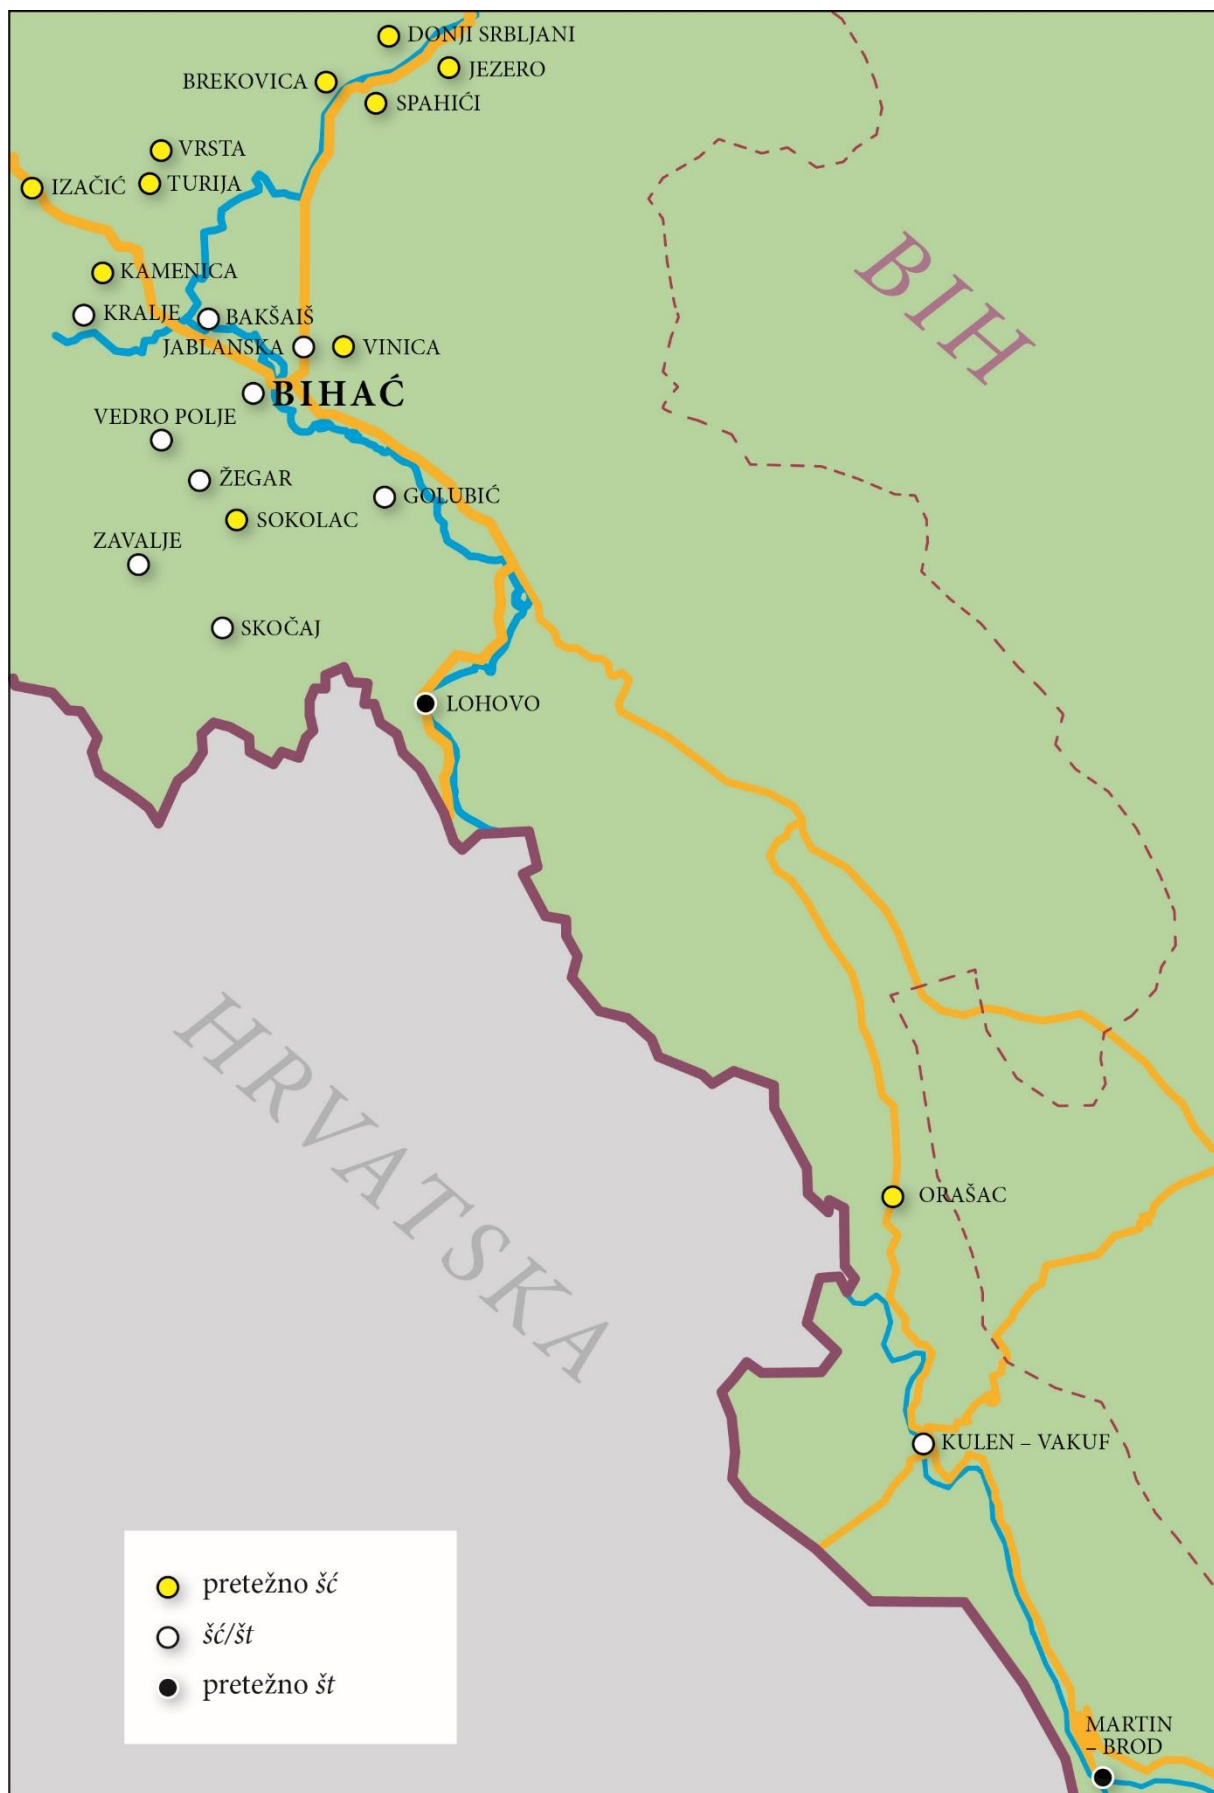 DONJI SRBLJANI
JEZERO
BREKOVICA
SPAHIĆI
VRSTA
TURIJA
IZAČIĆ
BIH
KAMENICA
KRALJE
BAKŠAIŠ
JABLANSKA
VINICA
BIHAĆ
VEDRO POLJE
ŽEGAR
GOLUBIĆ
SOKOLAC
ZAVALJE
SKOČAJ
LOHOVO
HRVATSKA
ORAŠAC
KULEN – VAKUF
pretežno šć
šć/št
pretežno št
MARTIN
– BROD